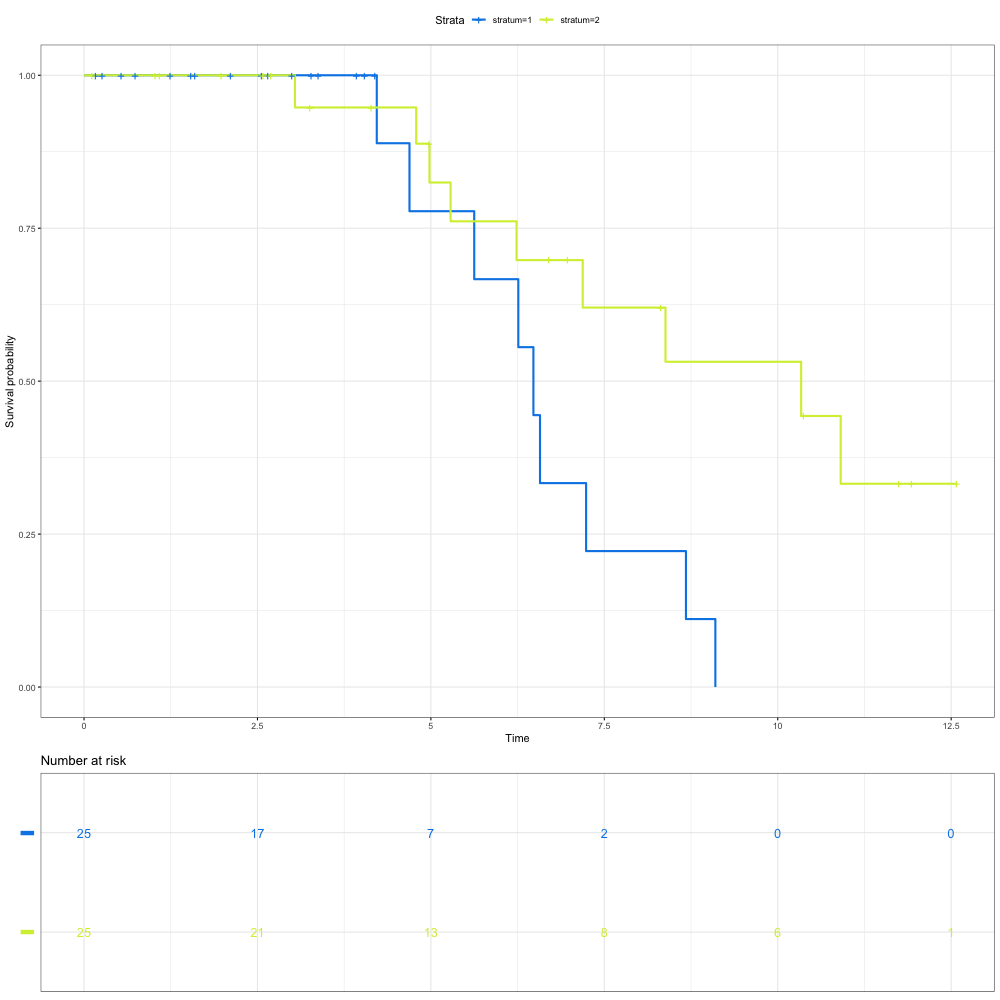 Strata stratum=1 stratum=2
1.00
0.75
0.50
0.25
0.00
Survival probability
0 2.5 5 7.5 10 12.5
Time
Number at risk
25 17 7 2 0 0
25 21 13 8 6 1